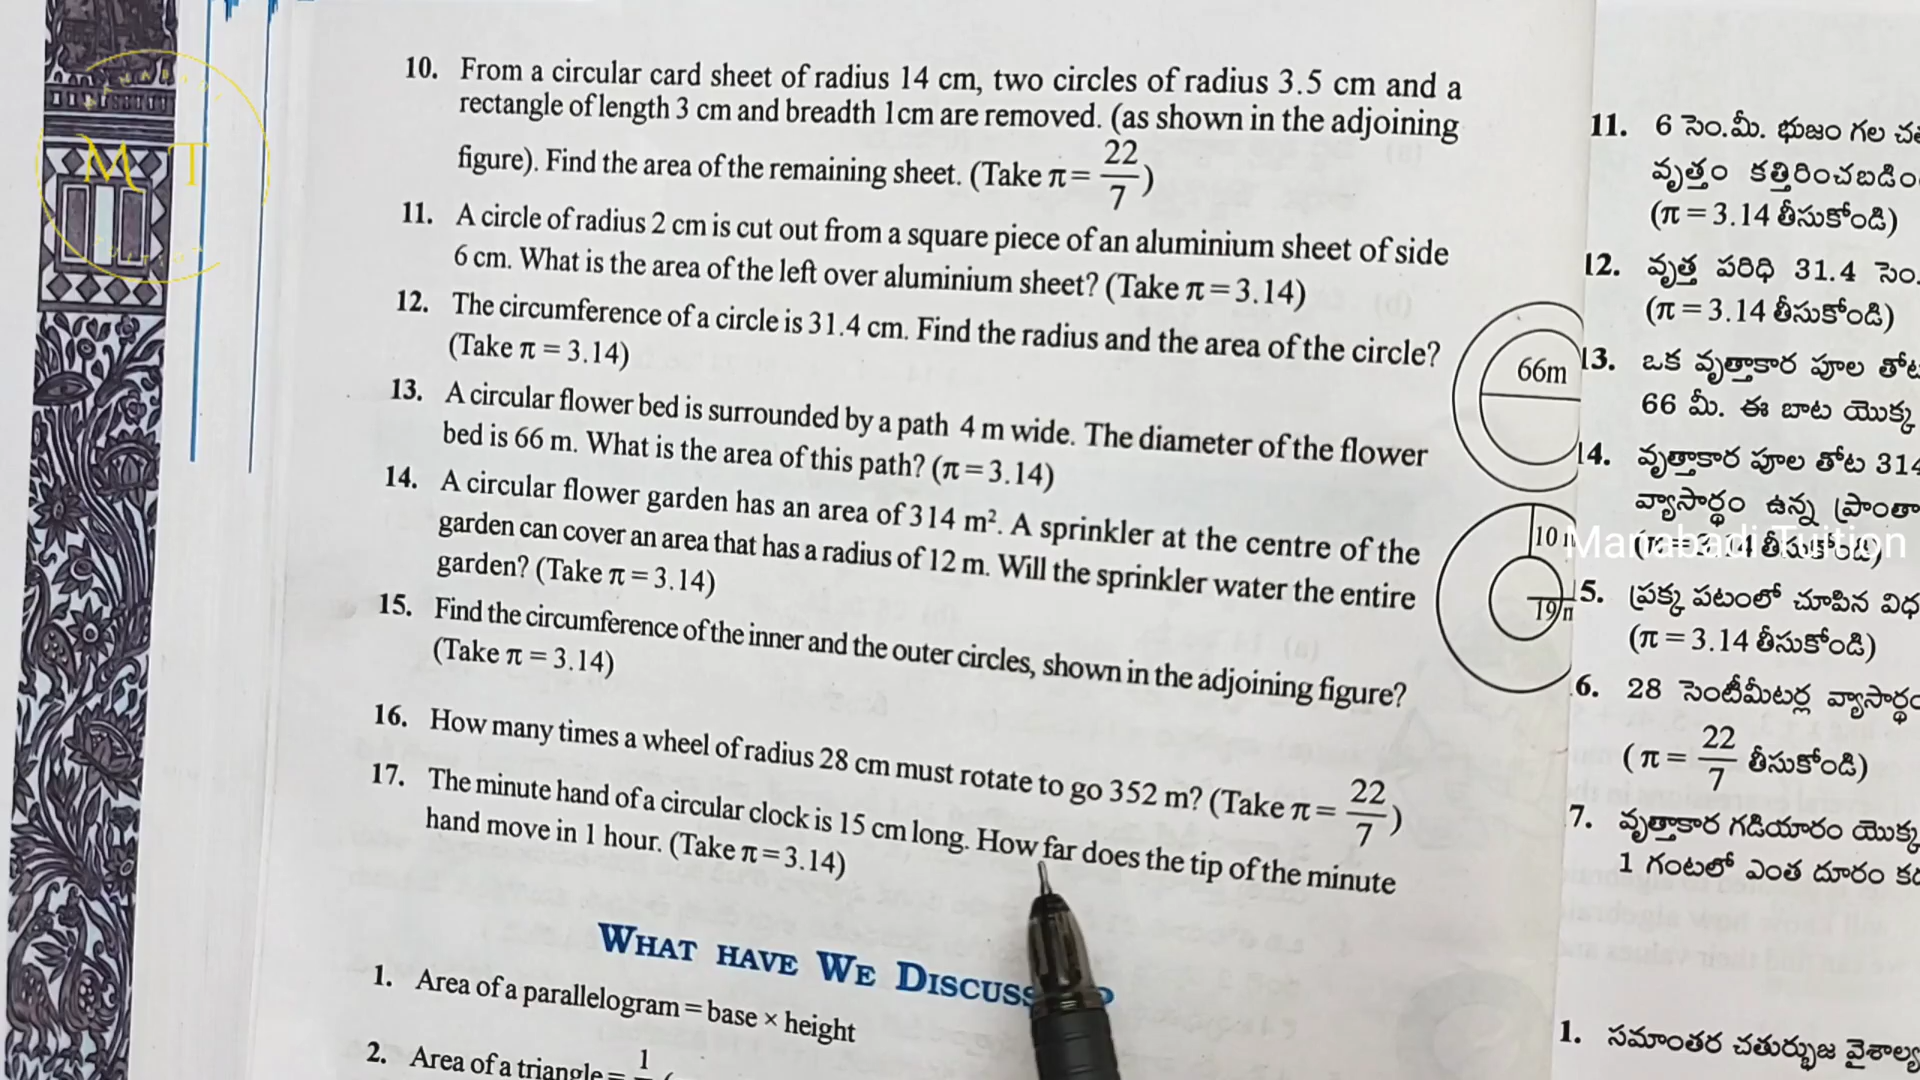 10. From a circular card sheet of radius 14 cm, two circles of radius 3.5 cm and a
rectangle of length 3 cm and breadth 1cm are removed. (as shown in the adjoining
figure). Find the area of the remaining sheet. (Take π = 22/7)
11. A circle of radius 2 cm is cut out from a square piece of an aluminium sheet of side
6 cm. What is the area of the left over aluminium sheet? (Take π = 3.14)
12. The circumference of a circle is 31.4 cm. Find the radius and the area of the circle?
(Take π = 3.14)
13. A circular flower bed is surrounded by a path 4 m wide. The diameter of the flower
bed is 66 m. What is the area of this path? (π = 3.14)
14. A circular flower garden has an area of 314 m². A sprinkler at the centre of the
garden can cover an area that has a radius of 12 m. Will the sprinkler water the entire
garden? (Take π = 3.14)
15. Find the circumference of the inner and the outer circles, shown in the adjoining figure?
(Take π = 3.14)
16. How many times a wheel of radius 28 cm must rotate to go 352 m? (Take π = 22/7)
17. The minute hand of a circular clock is 15 cm long. How far does the tip of the minute
hand move in 1 hour. (Take π = 3.14)
WHAT HAVE WE
1. Area of a parallelogram = base × height
2. Area of a triangle =
66m
10
19
11. 6 సెం.మీ. భుజం గల
వృత్తం కత్తిరించబడిం
(π = 3.14 తీసుకోండి)
12. వృత్త పరిధి 31.4 సెం.
(π = 3.14 తీసుకోండి)
13. ఒక వృత్తాకార పూల
66 మీ. ఈ బాట యొక్క
14. వృత్తాకార పూల తోట 314
వ్యాసార్థం ఉన్న
తీసుకోండి)
5. ప్రక్క పటంలో చూపిన
(π = 3.14 తీసుకోండి)
6. 28 సెంటీమీటర్ల
(π = 22/7 తీసుకోండి)
7. వృత్తాకార గడియారం యొక్క
1 గంటలో ఎంత దూరం
1. సమాంతర చతుర్భుజ
Manabadi Tuition
M T